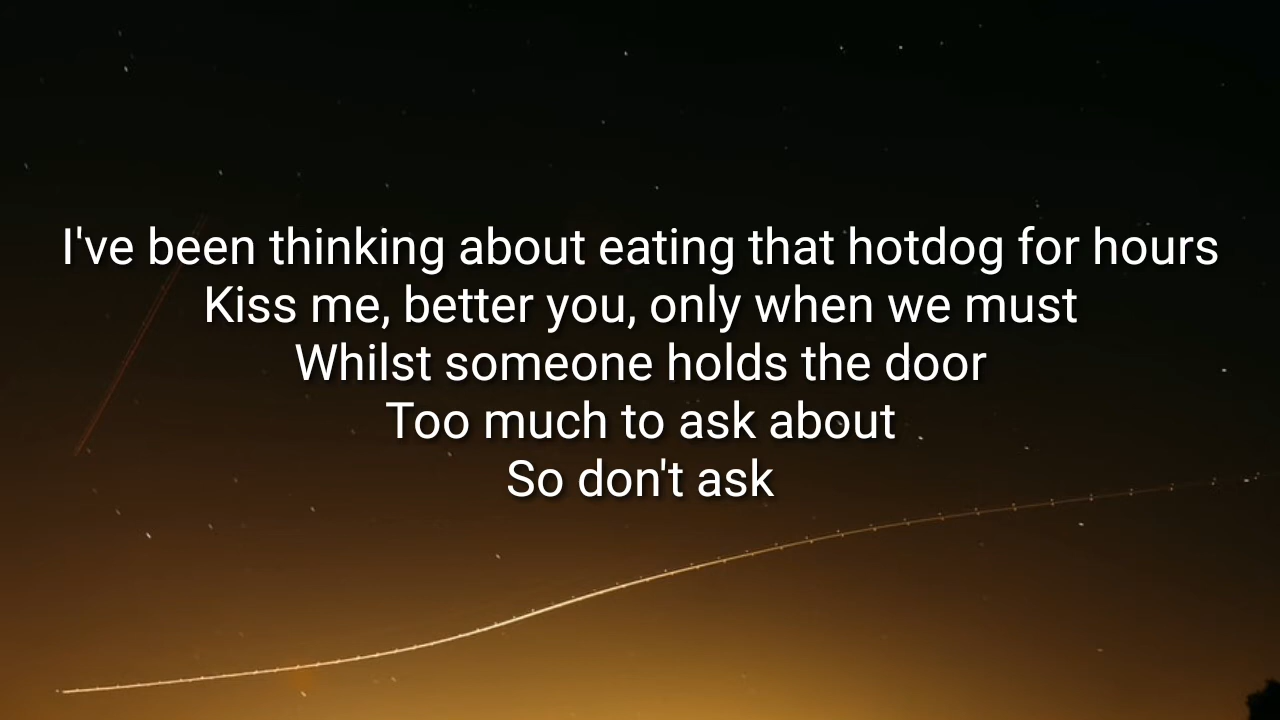 I've been thinking about eating that hotdog for hours
Kiss me, better you, only when we must
Whilst someone holds the door
Too much to ask about
So don't ask